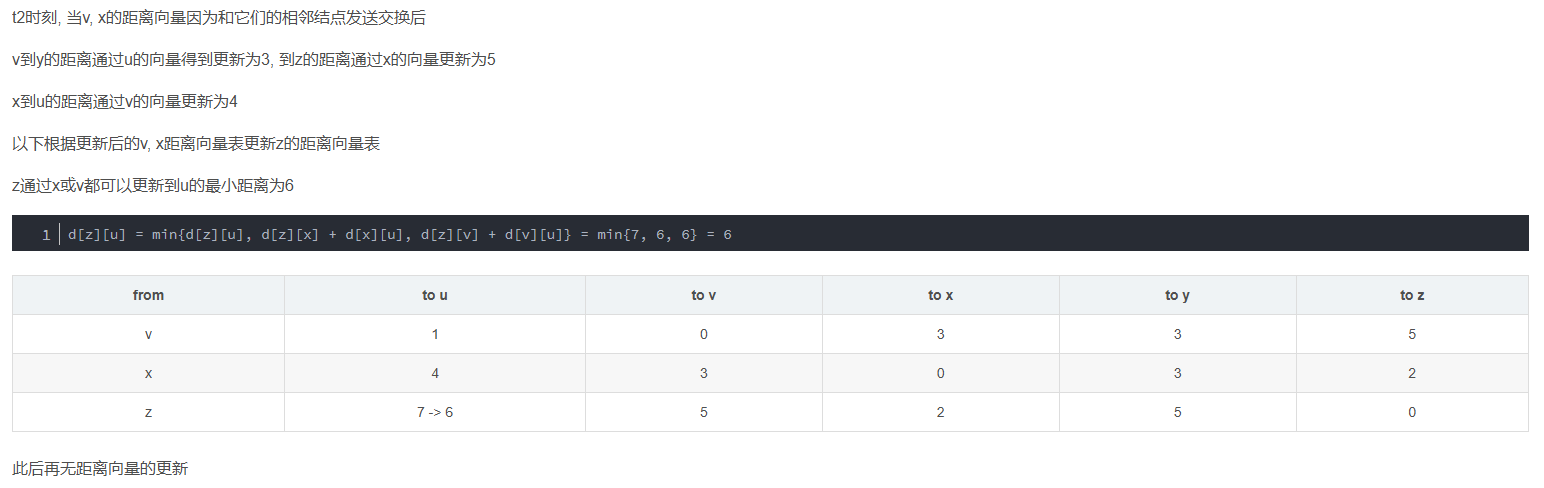 t2时刻, 当v, x的距离向量因为和它们的相邻结点发送交换后
v到y的距离通过u的向量得到更新为3, 到z的距离通过x的向量更新为5
x到u的距离通过v的向量更新为4
以下根据更新后的v, x距离向量表更新z的距离向量表
z通过x或v都可以更新到u的最小距离为6
1 d[z][u] = min{d[z][u], d[z][x] + d[x][u], d[z][v] + d[v][u]} = min{7, 6, 6} = 6
from to u to v to x to y to z
v 1 0 3 3 5
x 4 3 0 3 2
z 7 -> 6 5 2 5 0
此后再无距离向量的更新